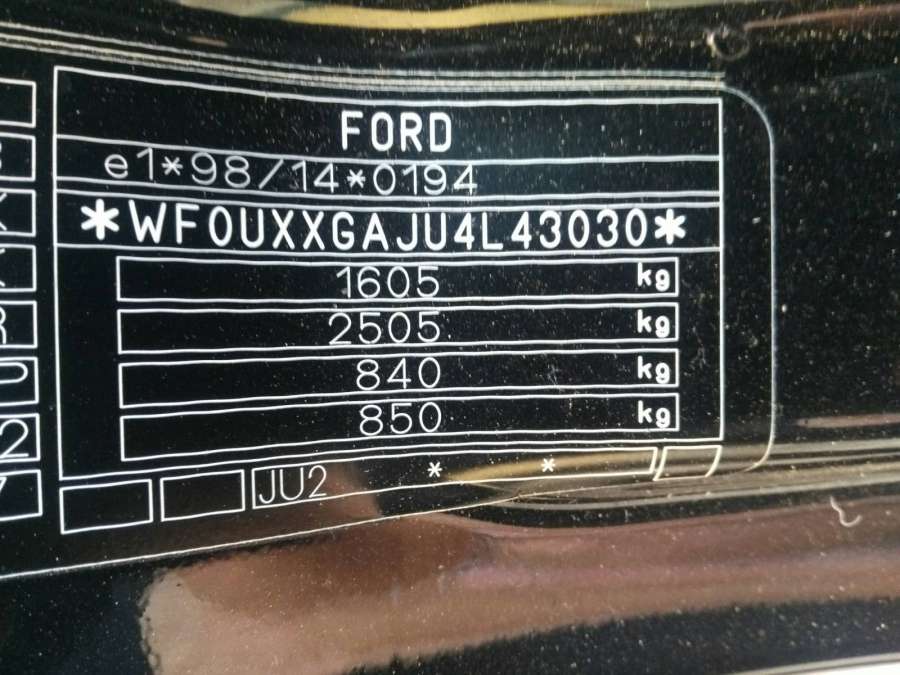 FORD
e1*98/14*0194
*WF0UXXGAJU4L43030*
1605 kg
2505 kg
840 kg
850 kg
JU2 * *